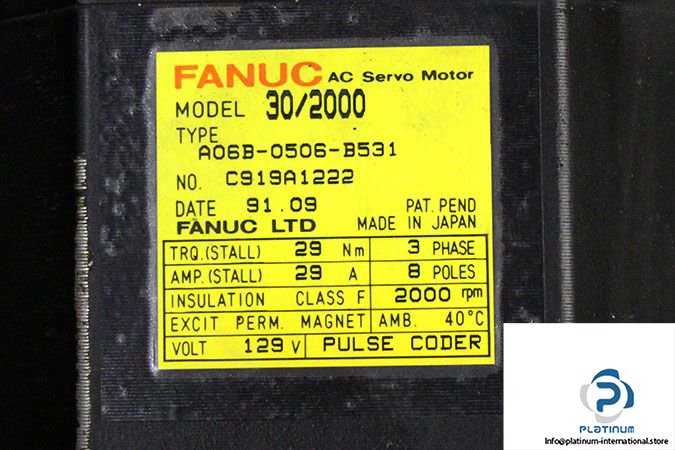 FANUC AC Servo Motor
MODEL 30/2000
TYPE
A06B-0506-B531
NO. C919A1222
DATE 91.09 PAT. PEND
FANUC LTD MADE IN JAPAN
TRQ.(STALL) 29 Nm 3 PHASE
AMP.(STALL) 29 A 8 POLES
INSULATION CLASS F 2000 rpm
EXCIT PERM. MAGNET AMB. 40°C
VOLT 129 V PULSE CODER
PLATINUM
info@platinum-international.store